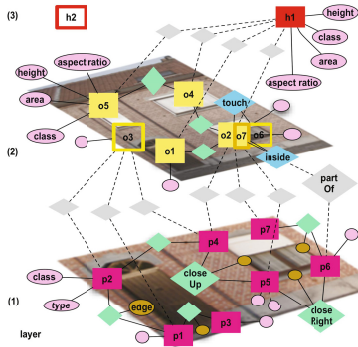 (3)
h2
h1
height
class
area
aspect ratio
aspectratio
height
area
class
o5
o4
touch
o3
o1
o2
o7
o6
inside
(2)
part
Of
p7
p4
close
Up
p6
p5
class
p2
type
edge
close
Right
(1)
p3
p1
layer